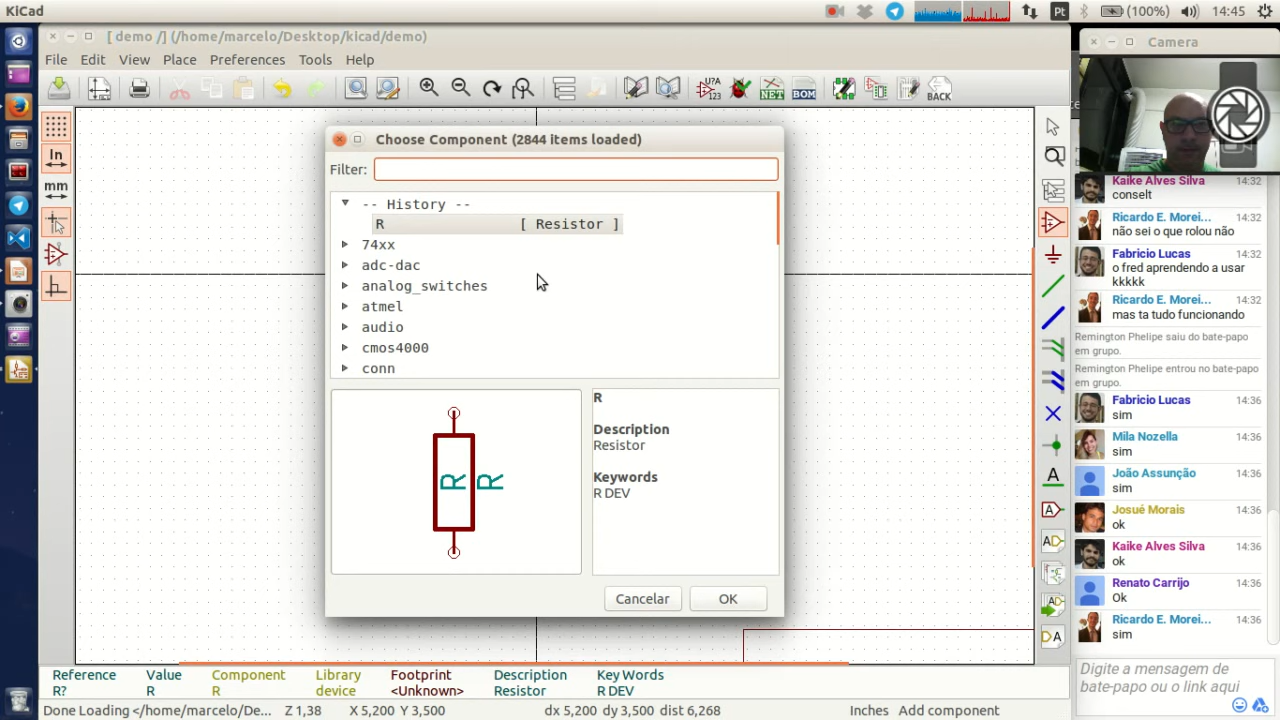 KiCad
Pt
(100%)
14:45
[ demo /] (/home/marcelo/Desktop/kicad/demo)
File Edit View Place Preferences Tools Help
NET
BOM
BACK
In
mm
Choose Component (2844 items loaded)
Filter:
-- History --
R [ Resistor ]
74xx
adc-dac
analog_switches
atmel
audio
cmos4000
conn
R
R
R
Description
Resistor
Keywords
R DEV
Cancelar
OK
Reference
R?
Value
R
Component
R
Library
device
Footprint
<Unknown>
Description
Resistor
Key Words
R DEV
Done Loading </home/marcelo/De...
Z 1,38
X 5,200 Y 3,500
dx 5,200 dy 3,500 dist 6,268
Inches
Add component
Camera
Kaike Alves Silva 14:32
conselt
Ricardo E. Morei... 14:32
não sei o que rolou não
Fabricio Lucas 14:32
o fred aprendendo a usar
kkkkk
Ricardo E. Morei... 14:32
mas ta tudo funcionando
Remington Phelipe saiu do bate-papo
em grupo.
Remington Phelipe entrou no bate-papo
em grupo.
Fabricio Lucas 14:36
sim
Mila Nozella 14:36
sim
João Assunção 14:36
sim
Josué Morais 14:36
ok
Kaike Alves Silva 14:36
ok
Renato Carrijo 14:36
Ok
Ricardo E. Morei... 14:36
sim
Digite a mensagem de
bate-papo ou o link aqui